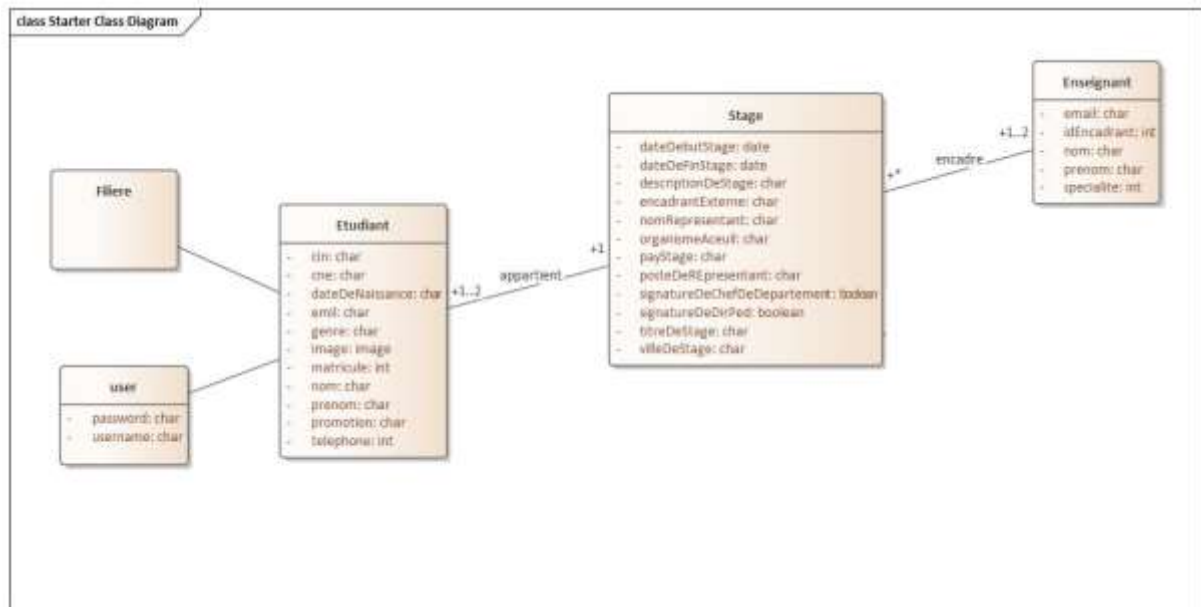 class Starter Class Diagram
Filiere
user
- password: char
- username: char
Etudiant
- cin: char
- cne: char
- dateDeNaissance: char
- emil: char
- genre: char
- image: image
- matricule: int
- nom: char
- prenom: char
- promotion: char
- telephone: int
+1..2
appartient
+1
Stage
- dateDebutStage: date
- dateDeFinStage: date
- descriptionDeStage: char
- encadrantExterne: char
- nomRepresentant: char
- organismeAceuil: char
- payStage: char
- posteDeREpresentant: char
- signatureDeChefDeDepartement: boolean
- signatureDeDirPed: boolean
- titreDeStage: char
- villeDeStage: char
+*
encadre
+1..2
Enseignant
- email: char
- idEncadrant: int
- nom: char
- prenom: char
- specialite: int